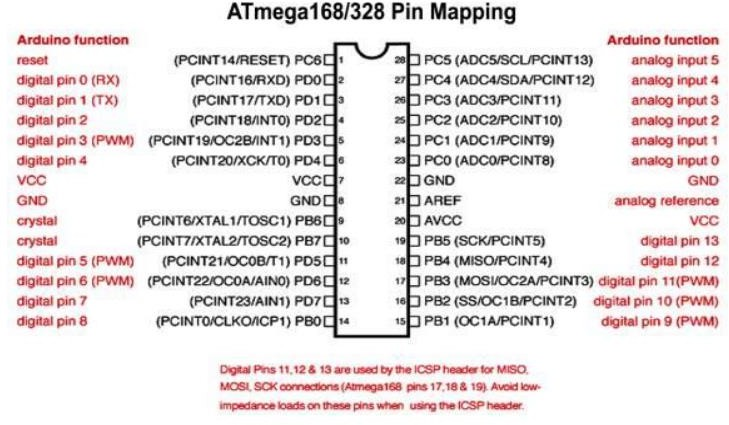 ATmega168/328 Pin Mapping
Arduino function Arduino function
reset (PCINT14/RESET) PC6 1 28 PC5 (ADC5/SCL/PCINT13) analog input 5
digital pin 0 (RX) (PCINT16/RXD) PD0 2 27 PC4 (ADC4/SDA/PCINT12) analog input 4
digital pin 1 (TX) (PCINT17/TXD) PD1 3 26 PC3 (ADC3/PCINT11) analog input 3
digital pin 2 (PCINT18/INT0) PD2 4 25 PC2 (ADC2/PCINT10) analog input 2
digital pin 3 (PWM) (PCINT19/OC2B/INT1) PD3 5 24 PC1 (ADC1/PCINT9) analog input 1
digital pin 4 (PCINT20/XCK/T0) PD4 6 23 PC0 (ADC0/PCINT8) analog input 0
VCC VCC 7 22 GND GND
GND GND 8 21 AREF analog reference
crystal (PCINT6/XTAL1/TOSC1) PB6 9 20 AVCC VCC
crystal (PCINT7/XTAL2/TOSC2) PB7 10 19 PB5 (SCK/PCINT5) digital pin 13
digital pin 5 (PWM) (PCINT21/OC0B/T1) PD5 11 18 PB4 (MISO/PCINT4) digital pin 12
digital pin 6 (PWM) (PCINT22/OC0A/AIN0) PD6 12 17 PB3 (MOSI/OC2A/PCINT3) digital pin 11(PWM)
digital pin 7 (PCINT23/AIN1) PD7 13 16 PB2 (SS/OC1B/PCINT2) digital pin 10 (PWM)
digital pin 8 (PCINT0/CLKO/ICP1) PB0 14 15 PB1 (OC1A/PCINT1) digital pin 9 (PWM)
Digital Pins 11,12 & 13 are used by the ICSP header for MISO,
MOSI, SCK connections (Atmega168 pins 17,18 & 19). Avoid low-
impedance loads on these pins when using the ICSP header.